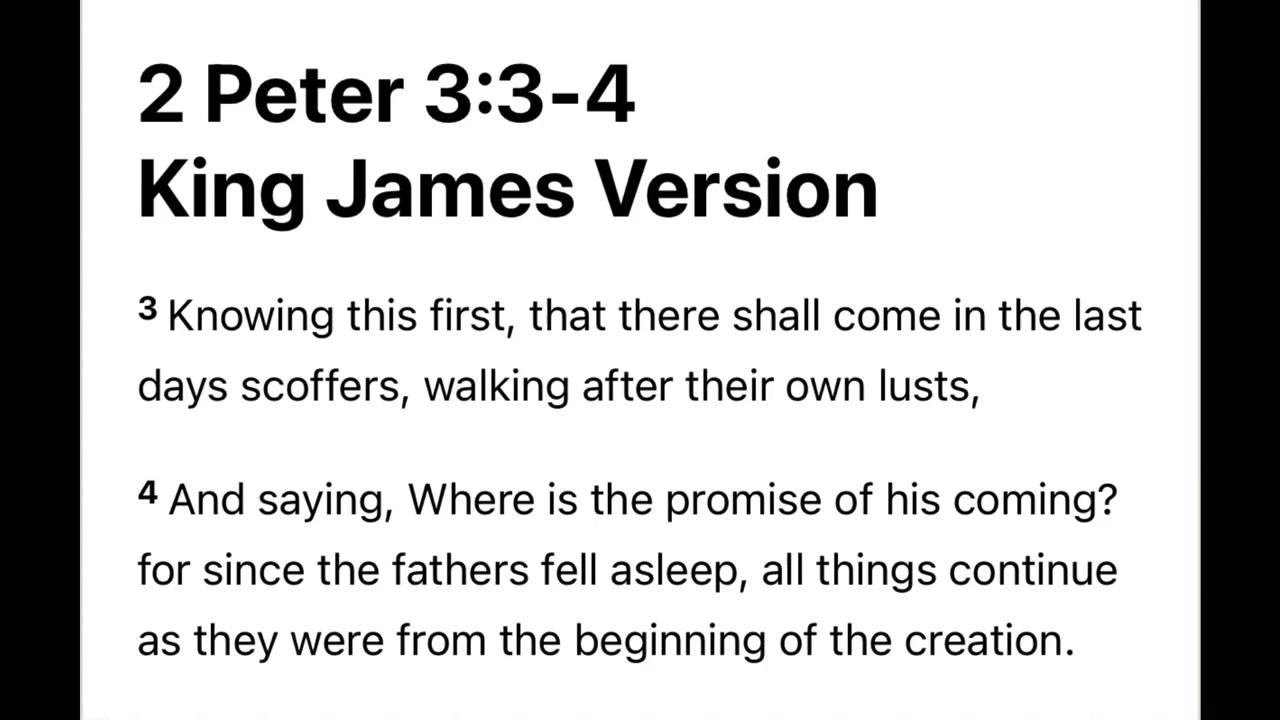 2 Peter 3:3-4
King James Version
3 Knowing this first, that there shall come in the last
days scoffers, walking after their own lusts,
4 And saying, Where is the promise of his coming?
for since the fathers fell asleep, all things continue
as they were from the beginning of the creation.